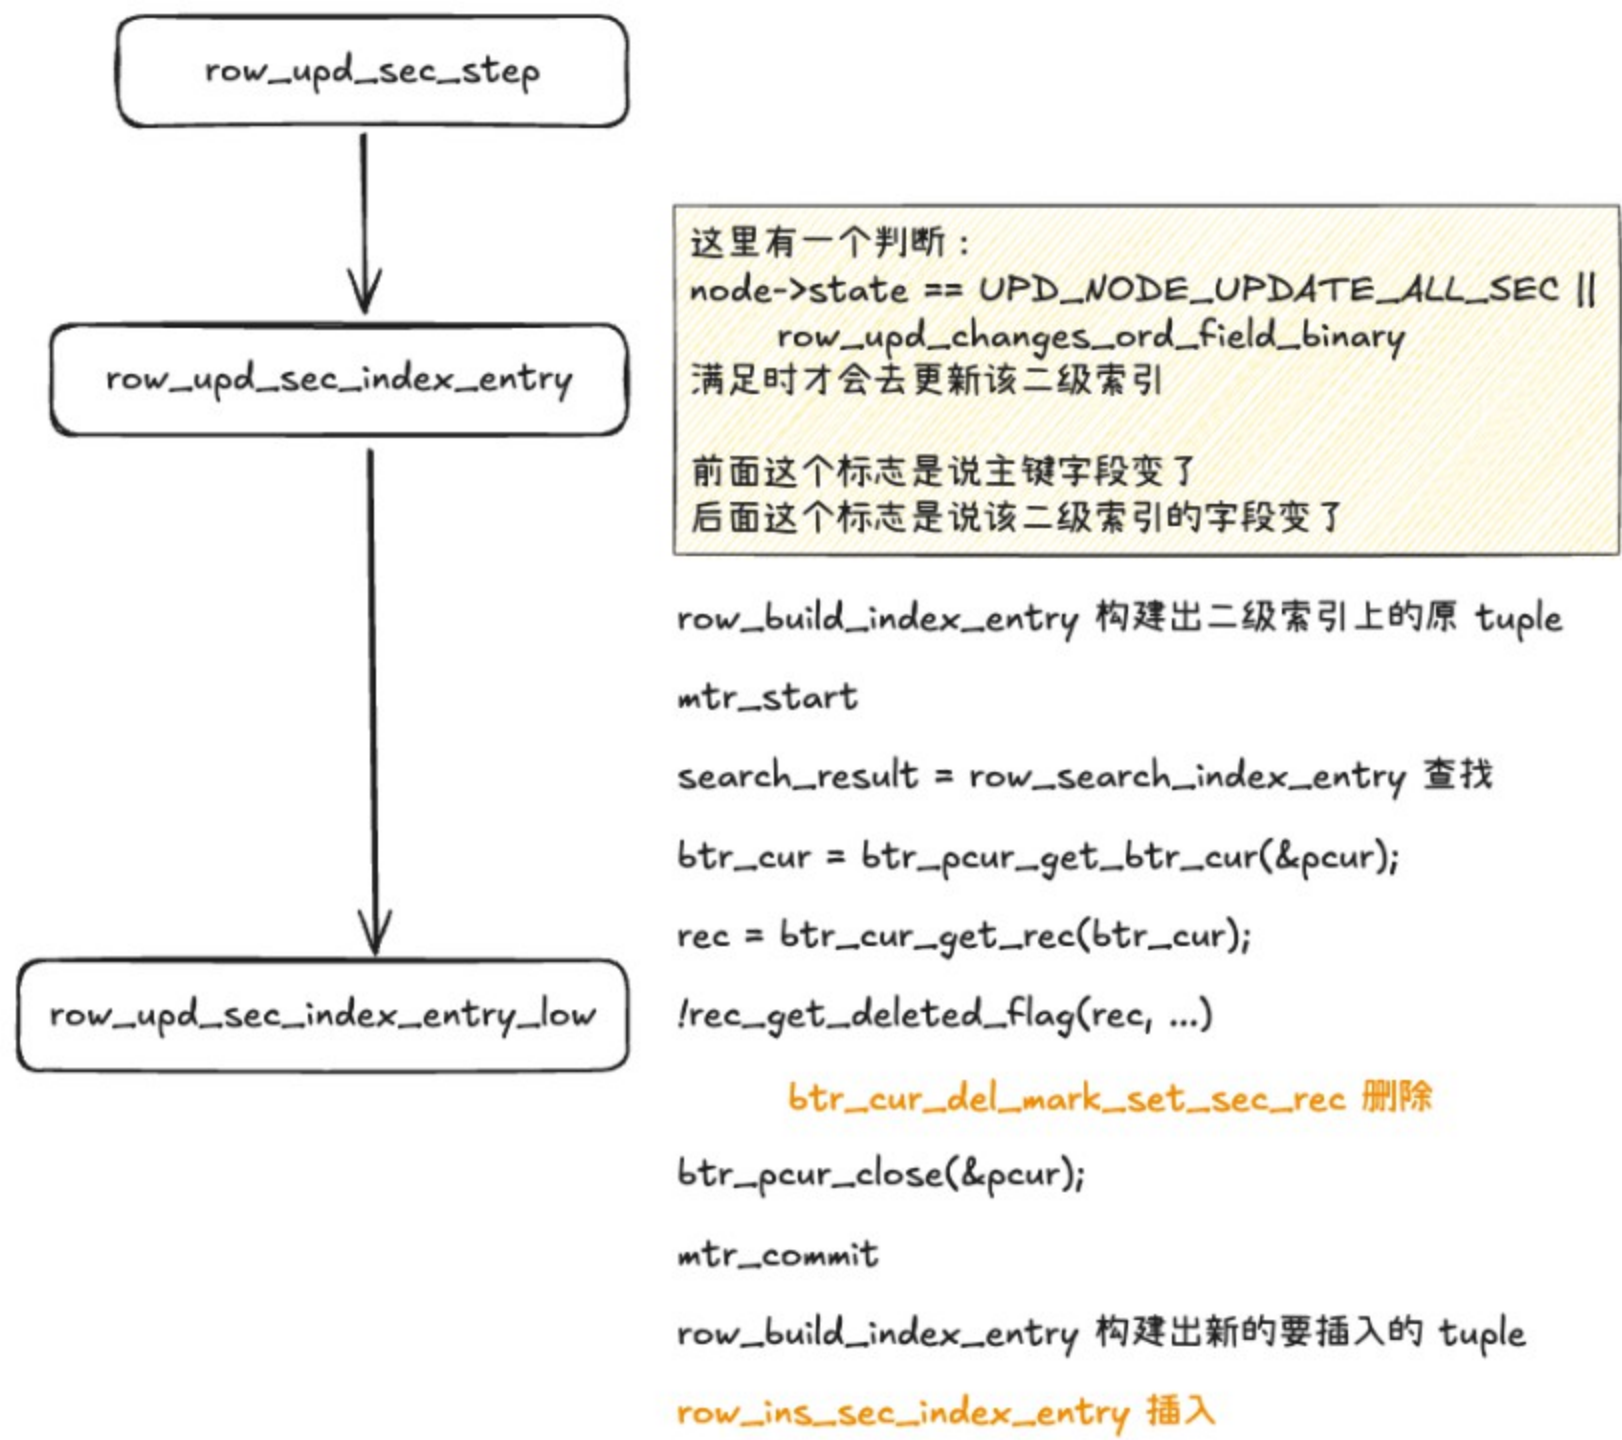 row_upd_sec_step
这里有一个判断：
node->state == UPD_NODE_UPDATE_ALL_SEC ||
row_upd_changes_ord_field_binary
满足时才会去更新该二级索引
row_upd_sec_index_entry
前面这个标志是说主键字段变了
后面这个标志是说该二级索引的字段变了
row_build_index_entry 构建出二级索引上的原 tuple
mtr_start
search_result = row_search_index_entry 查找
btr_cur = btr_pcur_get_btr_cur(&pcur);
rec = btr_cur_get_rec(btr_cur);
row_upd_sec_index_entry_low
!rec_get_deleted_flag(rec, ...)
btr_cur_del_mark_set_sec_rec 删除
btr_pcur_close(&pcur);
mtr_commit
row_build_index_entry 构建出新的要插入的 tuple
row_ins_sec_index_entry 插入